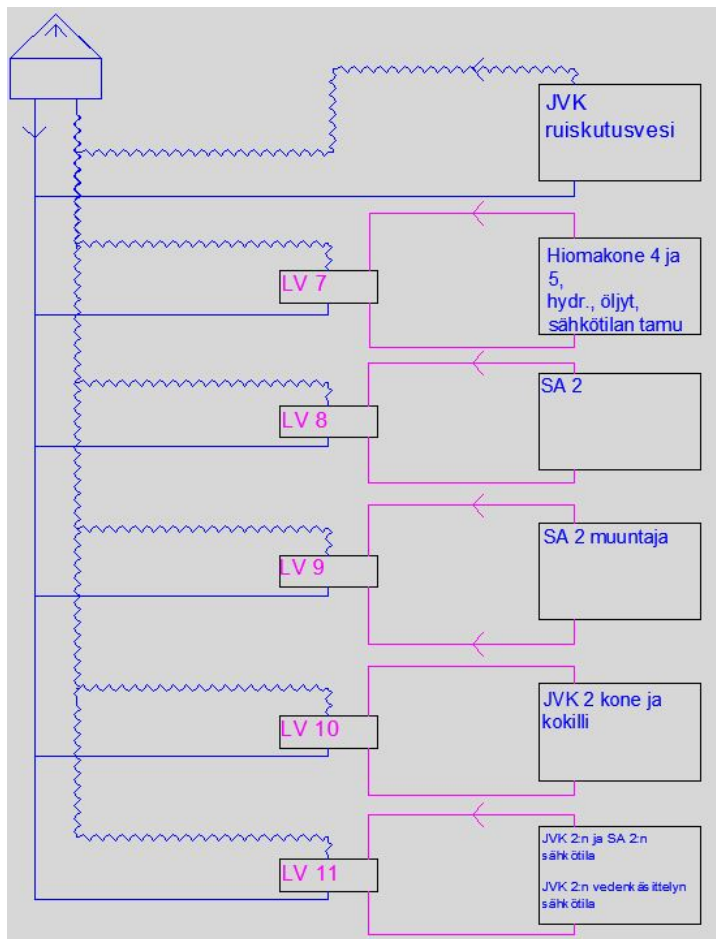 JVK
ruiskutusvesi
LV 7
Hiomakone 4 ja
5,
hydr., öljyt,
sähkötilan tamu
LV 8
SA 2
LV 9
SA 2 muuntaja
LV 10
JVK 2 kone ja
kokilli
LV 11
JVK 2:n ja SA 2:n
sähkötila
JVK 2:n vedenkäsittelyn
sähkötila